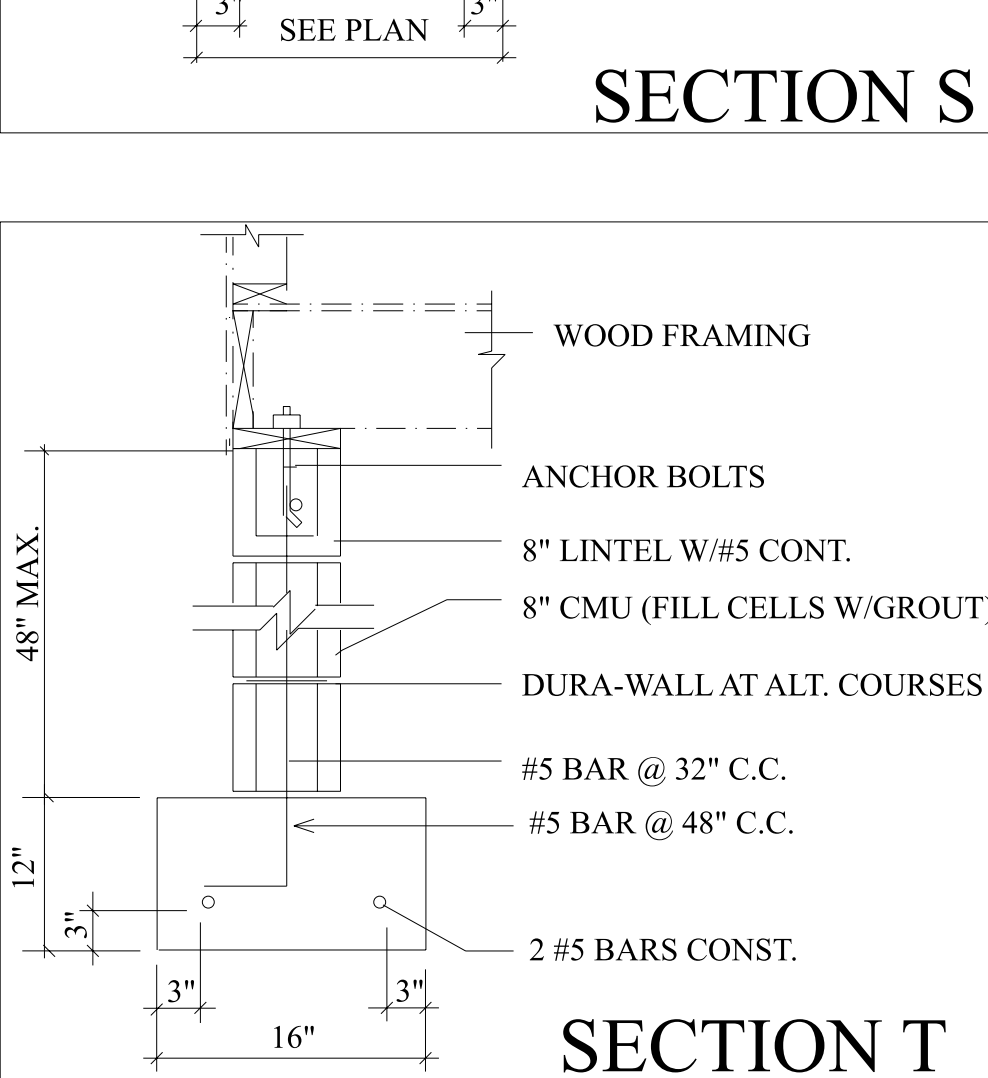 3" 3"
SEE PLAN
SECTION S
WOOD FRAMING
ANCHOR BOLTS
48" MAX.
8" LINTEL W/#5 CONT.
8" CMU (FILL CELLS W/GROUT)
DURA-WALL AT ALT. COURSES
#5 BAR @ 32" C.C.
#5 BAR @ 48" C.C.
12"
3"
2 #5 BARS CONST.
3" 3"
16"
SECTION T